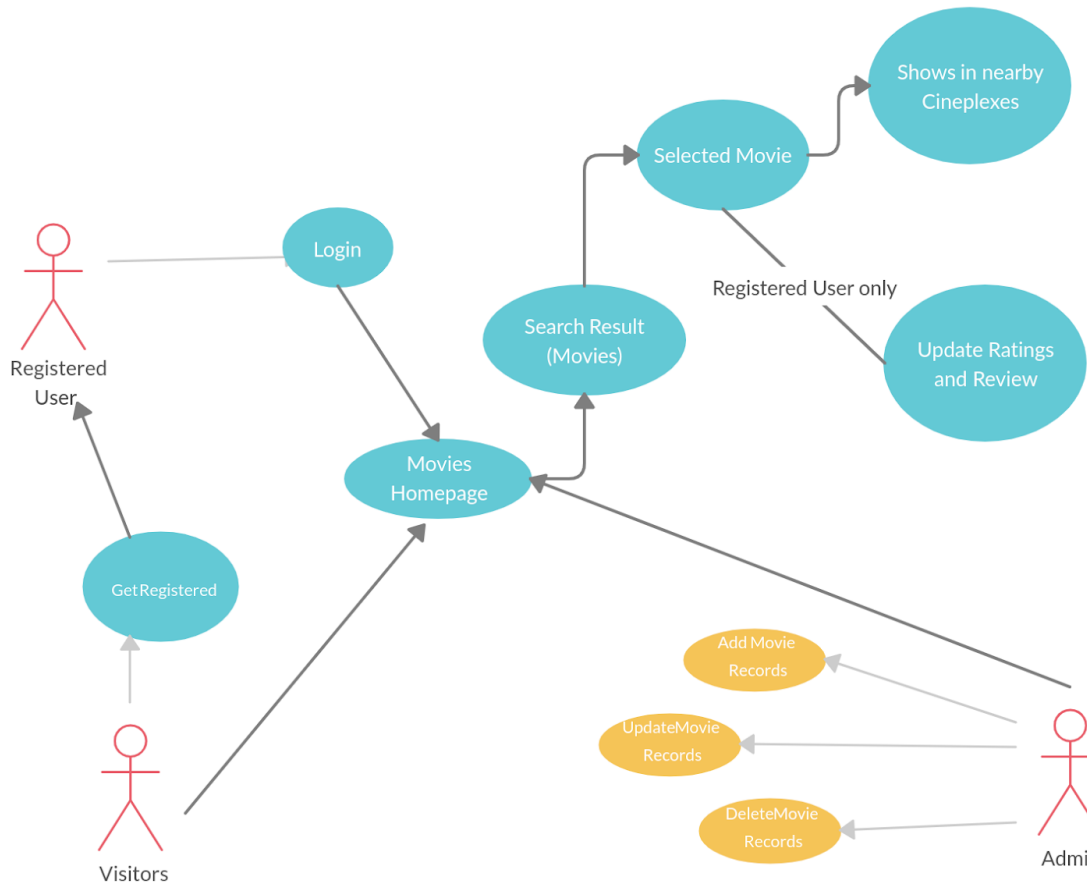 Shows in nearby
Cineplexes
Selected Movie
Login
Registered User only
Search Result
(Movies)
Update Ratings
and Review
Registered
User
Movies
Homepage
GetRegistered
Add Movie
Records
UpdateMovie
Records
DeleteMovie
Records
Visitors
Admi